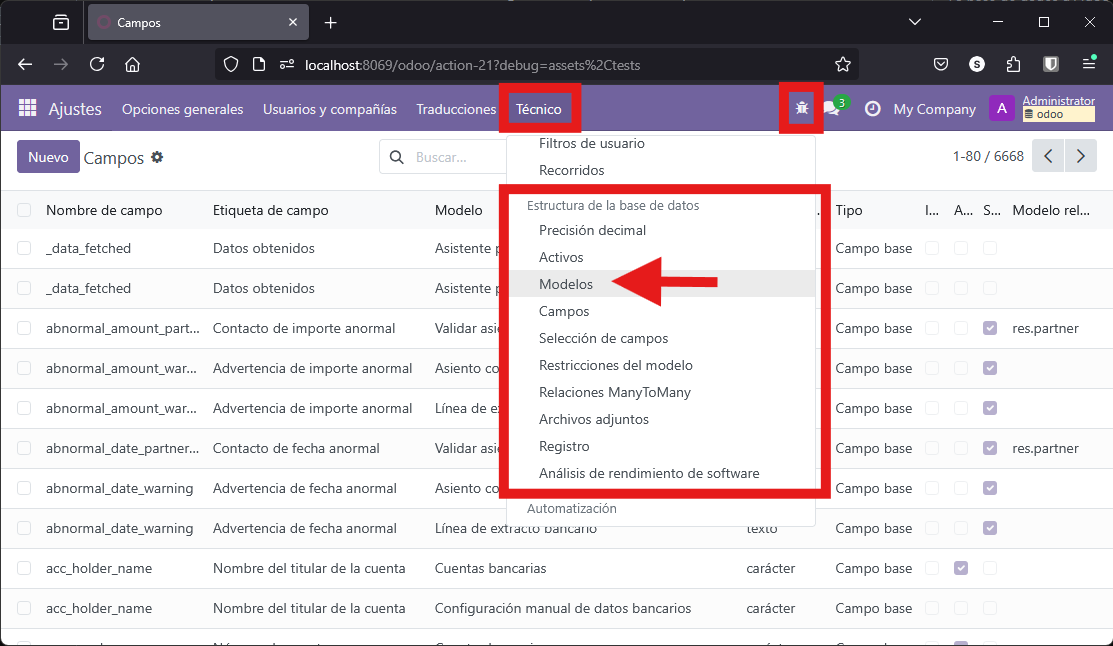 Campos
localhost:8069/odoo/action-21?debug=assets%2Ctests
S
Ajustes Opciones generales Usuarios y compañías Traducciones Técnico 3 My Company A Administrator
odoo
Nuevo Campos Buscar... 1-80 / 6668
Filtros de usuario
Recorridos
Estructura de la base de datos
Precisión decimal
Activos
Modelos
Campos
Selección de campos
Restricciones del modelo
Relaciones ManyToMany
Archivos adjuntos
Registro
Análisis de rendimiento de software
Automatización
Nombre de campo Etiqueta de campo Modelo Tipo I... A... S... Modelo rel...
_data_fetched Datos obtenidos Asistente Campo base
_data_fetched Datos obtenidos Asistente Campo base
abnormal_amount_part... Contacto de importe anormal Validar Campo base res.partner
abnormal_amount_war... Advertencia de importe anormal Asiento Campo base
abnormal_amount_war... Advertencia de importe anormal Línea de Campo base
abnormal_date_partner... Contacto de fecha anormal Validar Campo base res.partner
abnormal_date_warning Advertencia de fecha anormal Asiento Campo base
abnormal_date_warning Advertencia de fecha anormal Línea de extracto bancario texto Campo base
acc_holder_name Nombre del titular de la cuenta Cuentas bancarias carácter Campo base
acc_holder_name Nombre del titular de la cuenta Configuración manual de datos bancarios carácter Campo base